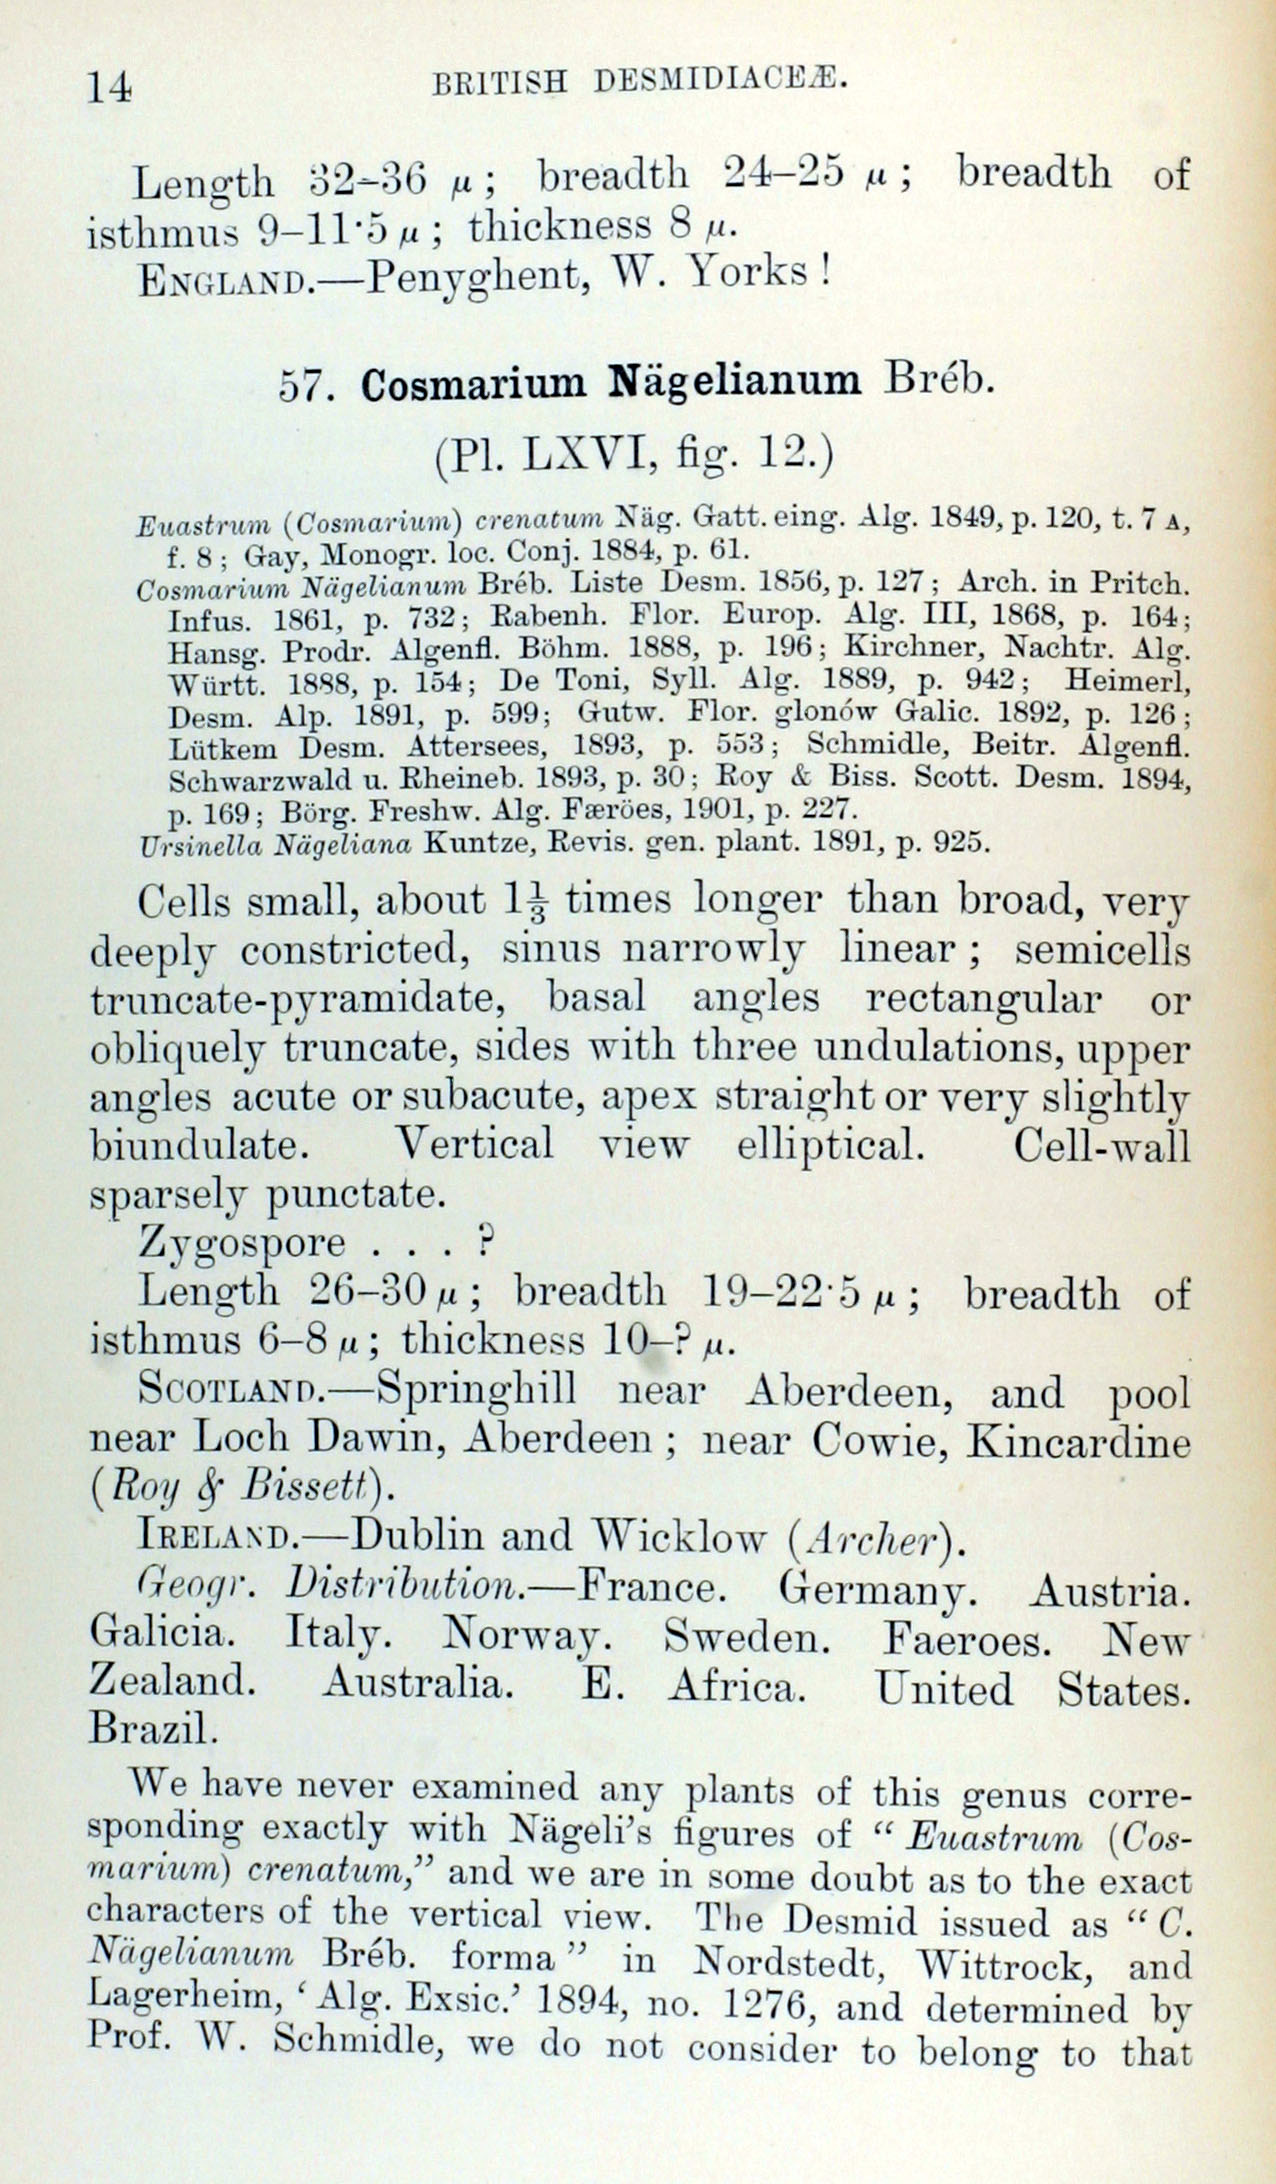 14 BRITISH DESMIDIACEÆ.
Length 32–36 µ; breadth 24–25 µ; breadth of
isthmus 9–11·5 µ; thickness 8 µ.
ENGLAND.—Penyghent, W. Yorks!
57. Cosmarium Nägelianum Bréb.
(Pl. LXVI, fig. 12.)
Euastrum (Cosmarium) crenatum Näg. Gatt. eing. Alg. 1849, p. 120, t. 7 A,
f. 8; Gay, Monogr. loc. Conj. 1884, p. 61.
Cosmarium Nägelianum Bréb. Liste Desm. 1856, p. 127; Arch. in Pritch.
Infus. 1861, p. 732; Rabenh. Flor. Europ. Alg. III, 1868, p. 164;
Hansg. Prodr. Algenfl. Böhm. 1888, p. 196; Kirchner, Nachtr. Alg.
Württ. 1888, p. 154; De Toni, Syll. Alg. 1889, p. 942; Heimerl,
Desm. Alp. 1891, p. 599; Gutw. Flor. glonów Galic. 1892, p. 126;
Lütkem Desm. Attersees, 1893, p. 553; Schmidle, Beitr. Algenfl.
Schwarzwald u. Rheineb. 1893, p. 30; Roy & Biss. Scott. Desm. 1894,
p. 169; Börg. Freshw. Alg. Færöes, 1901, p. 227.
Ursinella Nägeliana Kuntze, Revis. gen. plant. 1891, p. 925.
Cells small, about 1⅓ times longer than broad, very
deeply constricted, sinus narrowly linear; semicells
truncate-pyramidate, basal angles rectangular or
obliquely truncate, sides with three undulations, upper
angles acute or subacute, apex straight or very slightly
biundulate. Vertical view elliptical. Cell-wall
sparsely punctate.
Zygospore . . . ?
Length 26–30 µ; breadth 19–22·5 µ; breadth of
isthmus 6–8 µ; thickness 10–? µ.
SCOTLAND.—Springhill near Aberdeen, and pool
near Loch Dawin, Aberdeen; near Cowie, Kincardine
(Roy & Bissett).
IRELAND.—Dublin and Wicklow (Archer).
Geogr. Distribution.—France. Germany. Austria.
Galicia. Italy. Norway. Sweden. Faeroes. New
Zealand. Australia. E. Africa. United States.
Brazil.
We have never examined any plants of this genus corre-
sponding exactly with Nägeli's figures of "Euastrum (Cos-
marium) crenatum," and we are in some doubt as to the exact
characters of the vertical view. The Desmid issued as "C.
Nägelianum Bréb. forma" in Nordstedt, Wittrock, and
Lagerheim, 'Alg. Exsic.' 1894, no. 1276, and determined by
Prof. W. Schmidle, we do not consider to belong to that